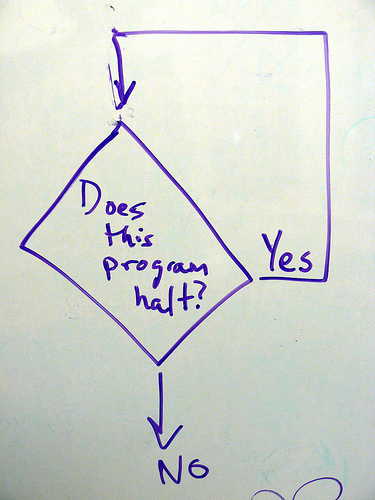 Does
this
program
halt?
Yes
No